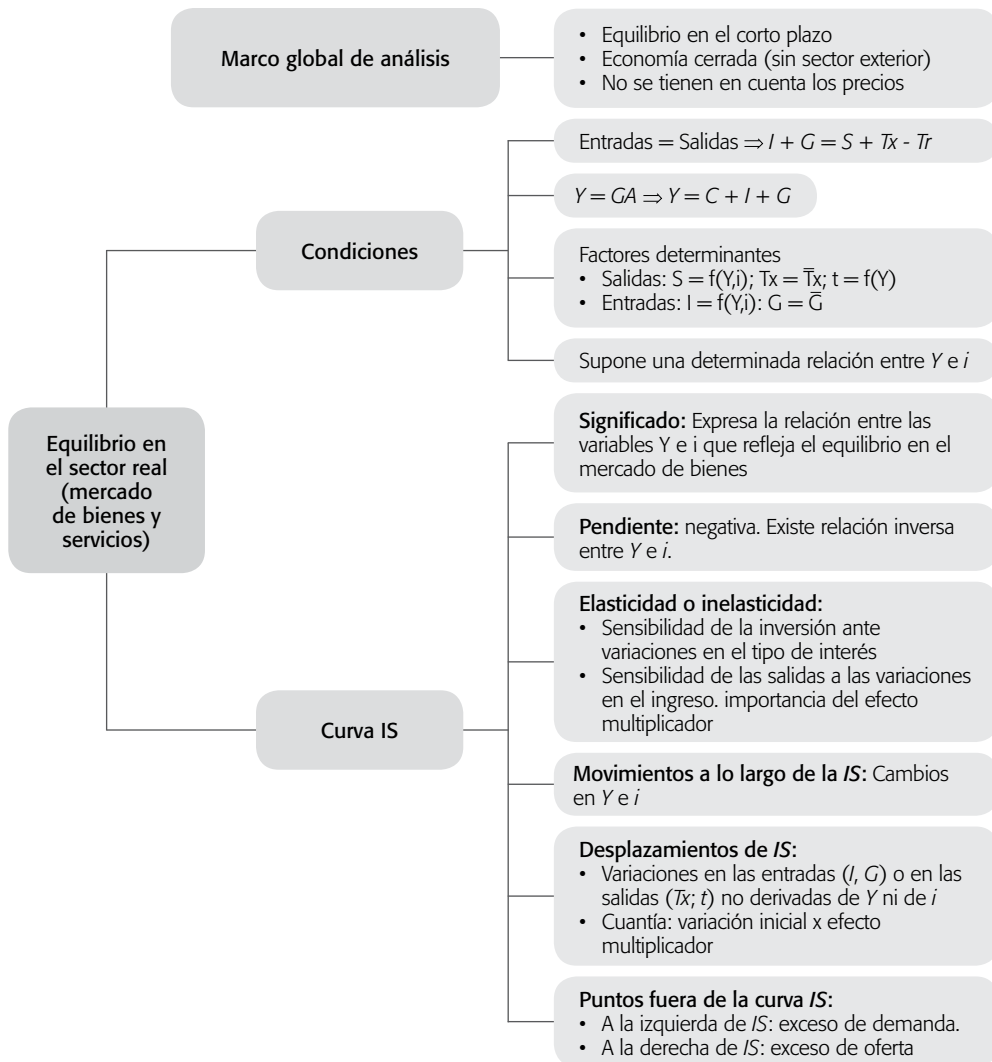 Marco global de análisis
• Equilibrio en el corto plazo
• Economía cerrada (sin sector exterior)
• No se tienen en cuenta los precios
Equilibrio en
el sector real
(mercado
de bienes y
servicios)
Condiciones
Entradas = Salidas ⇒ I + G = S + Tx - Tr
Y = GA ⇒ Y = C + I + G
Factores determinantes
• Salidas: S = f(Y,i); Tx = T̅x; t = f(Y)
• Entradas: I = f(Y,i): G = G̅
Supone una determinada relación entre Y e i
Curva IS
Significado: Expresa la relación entre las
variables Y e i que refleja el equilibrio en el
mercado de bienes
Pendiente: negativa. Existe relación inversa
entre Y e i.
Elasticidad o inelasticidad:
• Sensibilidad de la inversión ante
variaciones en el tipo de interés
• Sensibilidad de las salidas a las variaciones
en el ingreso. importancia del efecto
multiplicador
Movimientos a lo largo de la IS: Cambios
en Y e i
Desplazamientos de IS:
• Variaciones en las entradas (I, G) o en las
salidas (Tx; t) no derivadas de Y ni de i
• Cuantía: variación inicial x efecto
multiplicador
Puntos fuera de la curva IS:
• A la izquierda de IS: exceso de demanda.
• A la derecha de IS: exceso de oferta